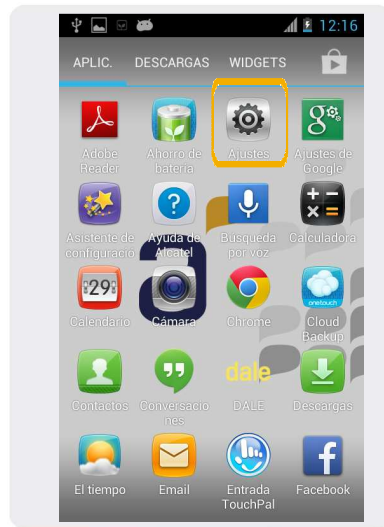 12:16
APLIC. DESCARGAS WIDGETS
Adobe Reader
Ahorro de batería
Ajustes
Ajustes de Google
Asistente de configuració
Ayuda de Alcatel
Búsqueda por voz
Calculadora
29
Calendario
Cámara
Chrome
onetouch
Cloud Backup
Contactos
Conversaciones
dale
DALE
Descargas
El tiempo
Email
Entrada TouchPal
Facebook